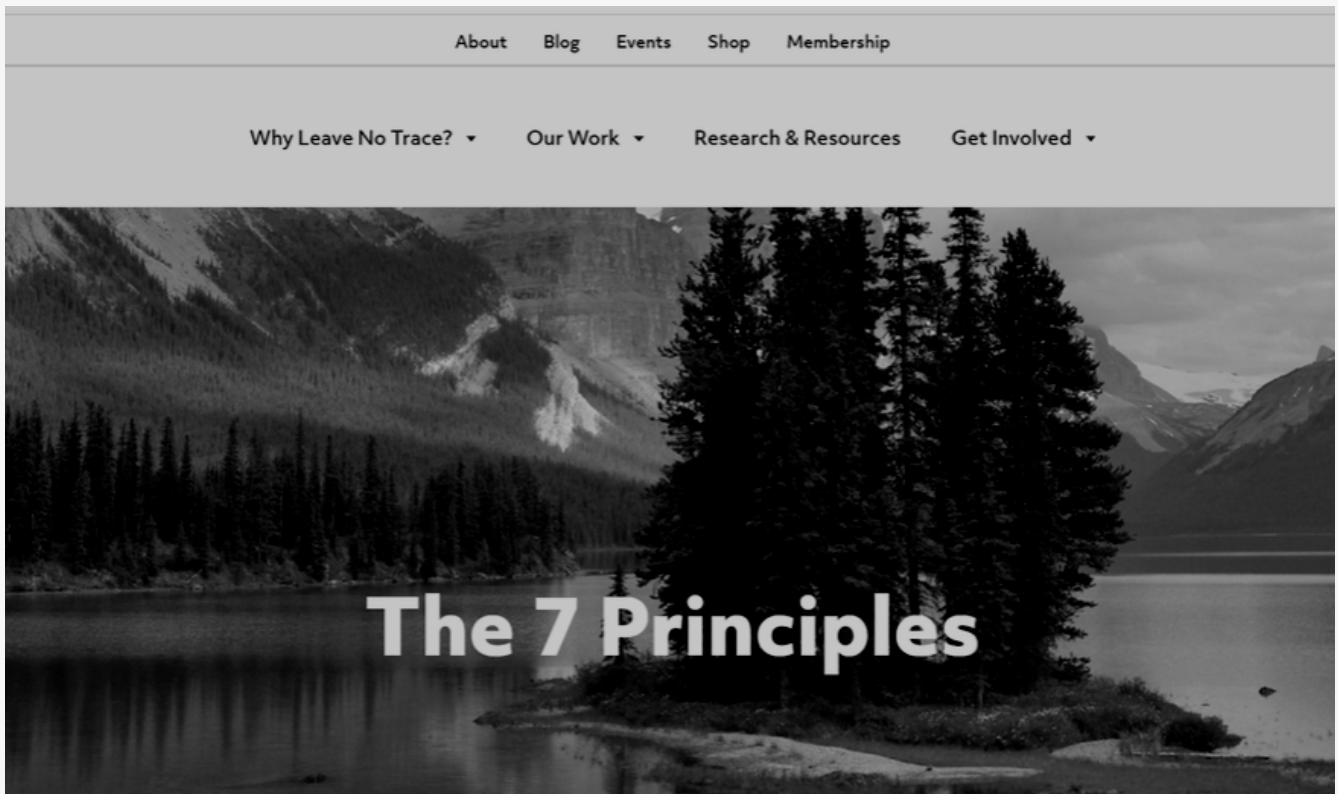 About Blog Events Shop Membership
Why Leave No Trace? Our Work Research & Resources Get Involved
The 7 Principles